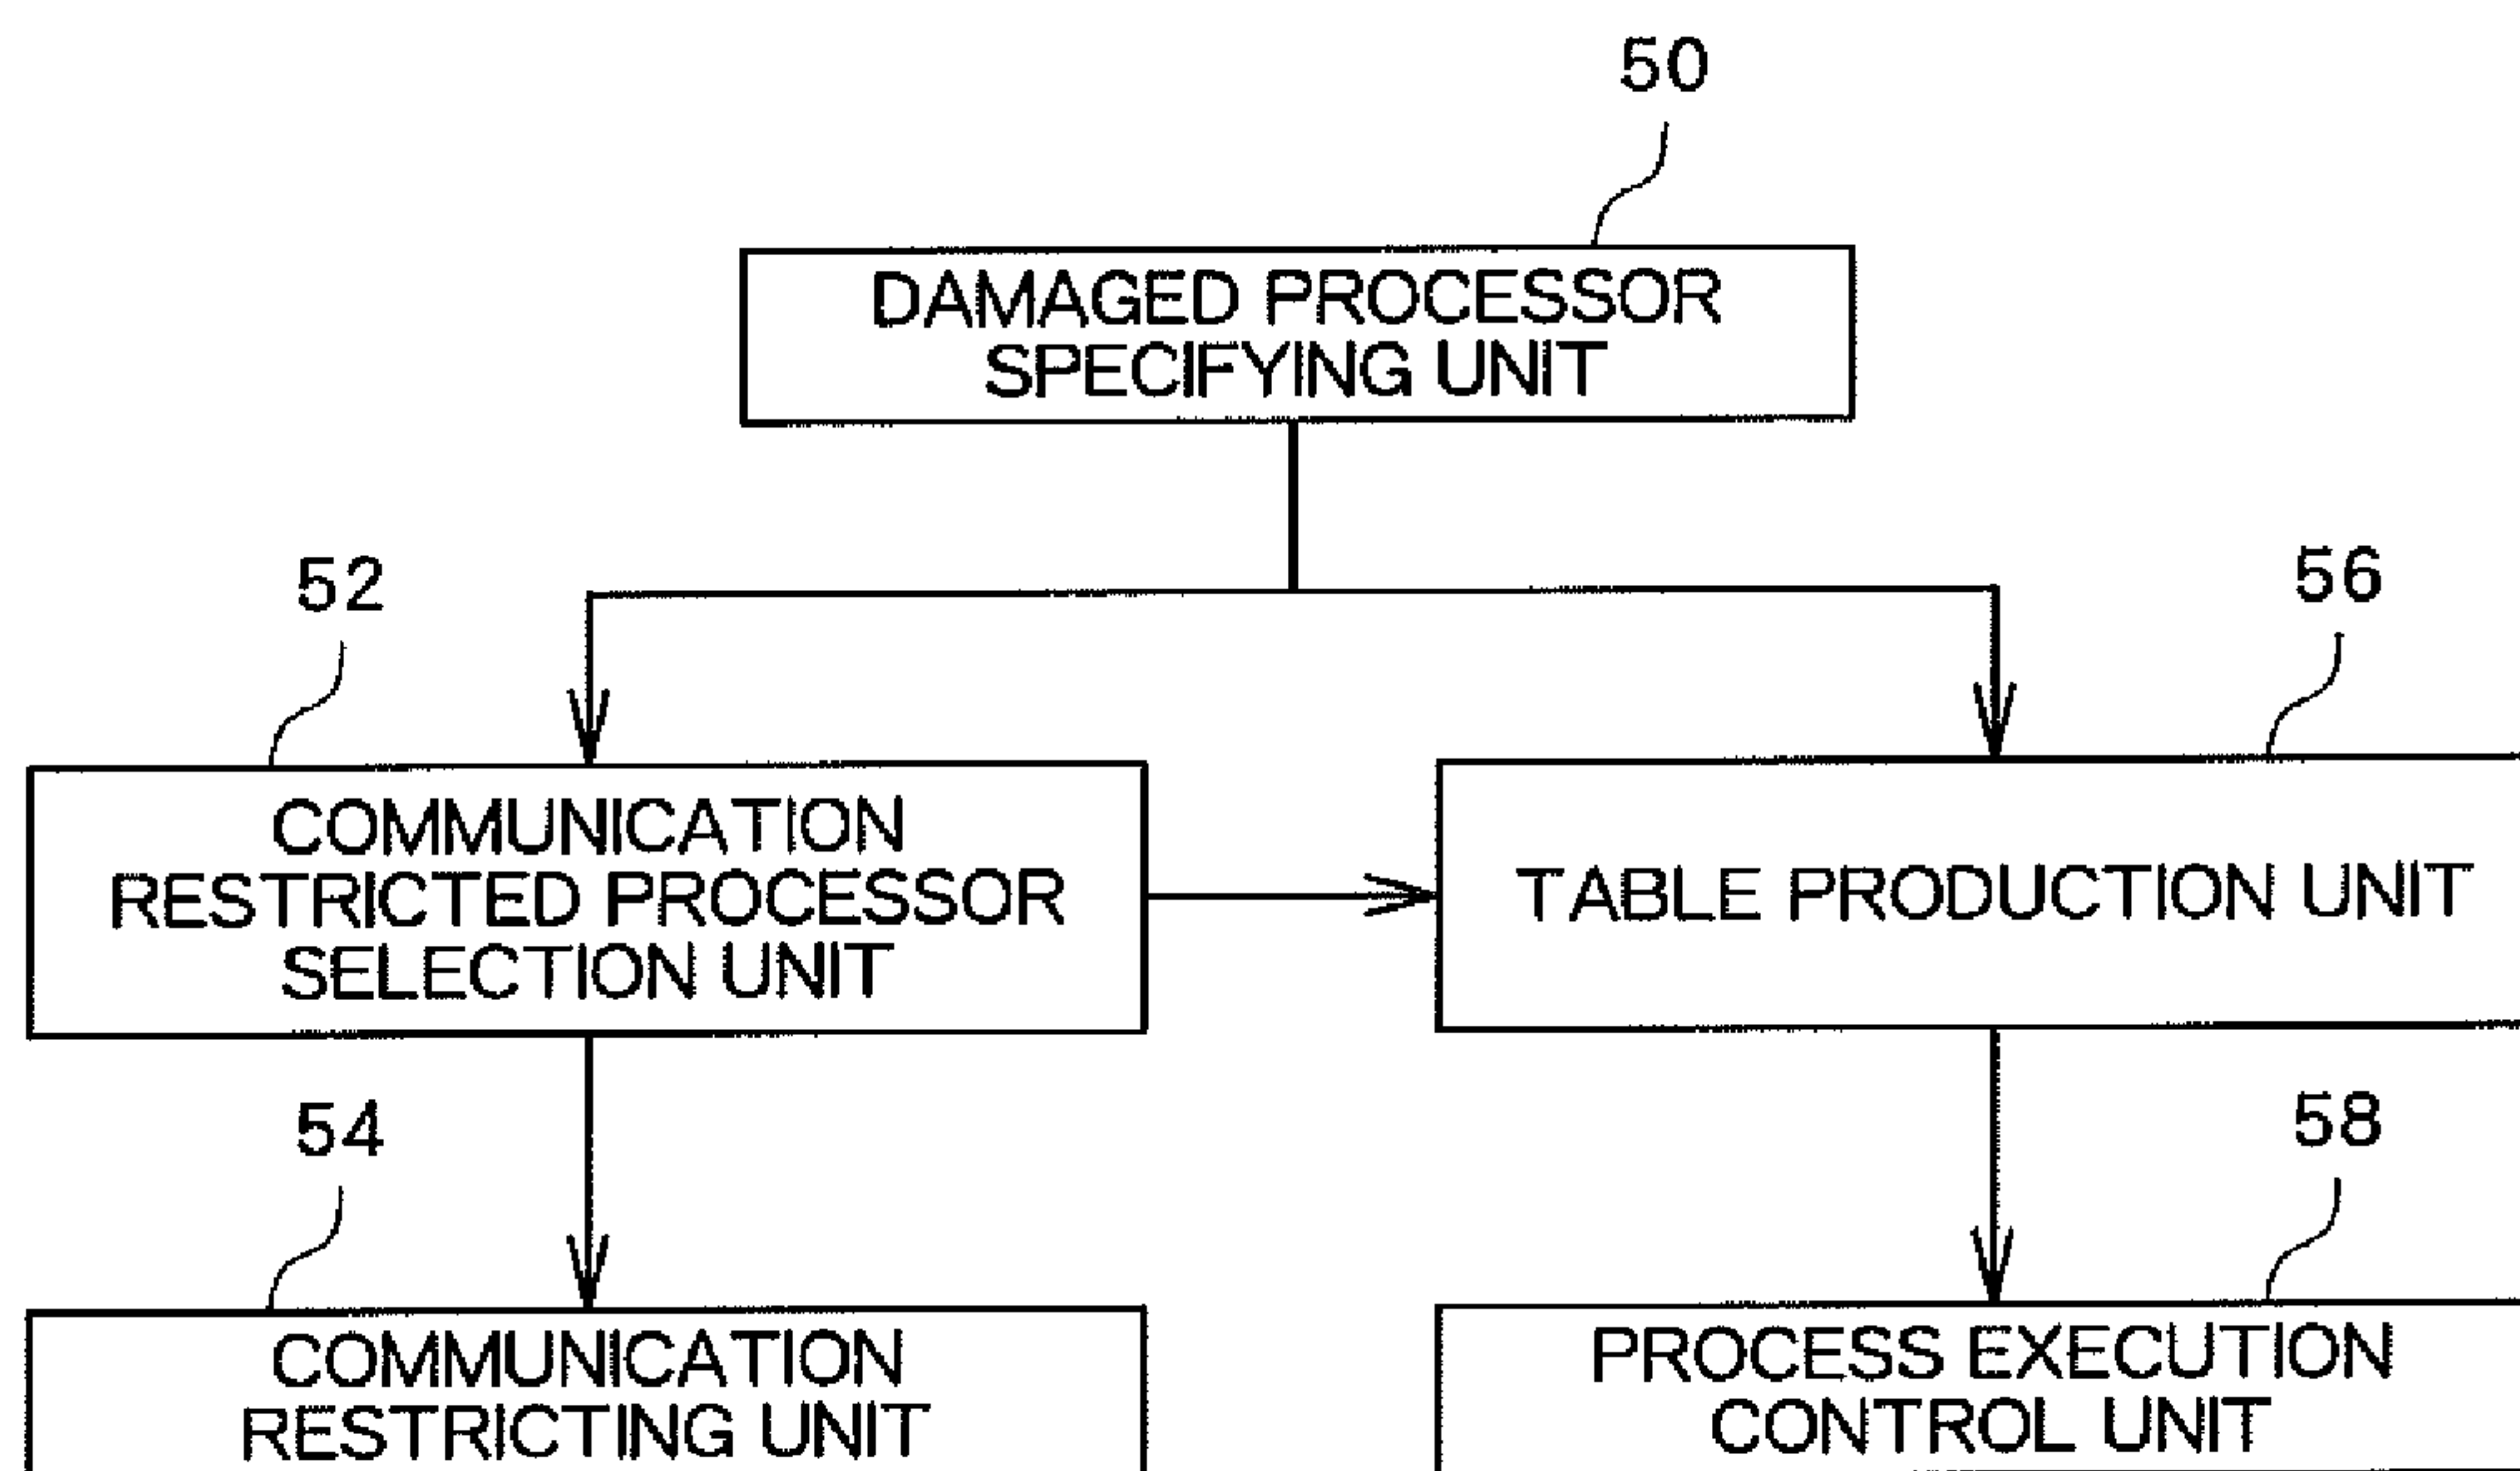 50
DAMAGED PROCESSOR
SPECIFYING UNIT
52
56
COMMUNICATION
RESTRICTED PROCESSOR
SELECTION UNIT
TABLE PRODUCTION UNIT
54
58
COMMUNICATION
RESTRICTING UNIT
PROCESS EXECUTION
CONTROL UNIT